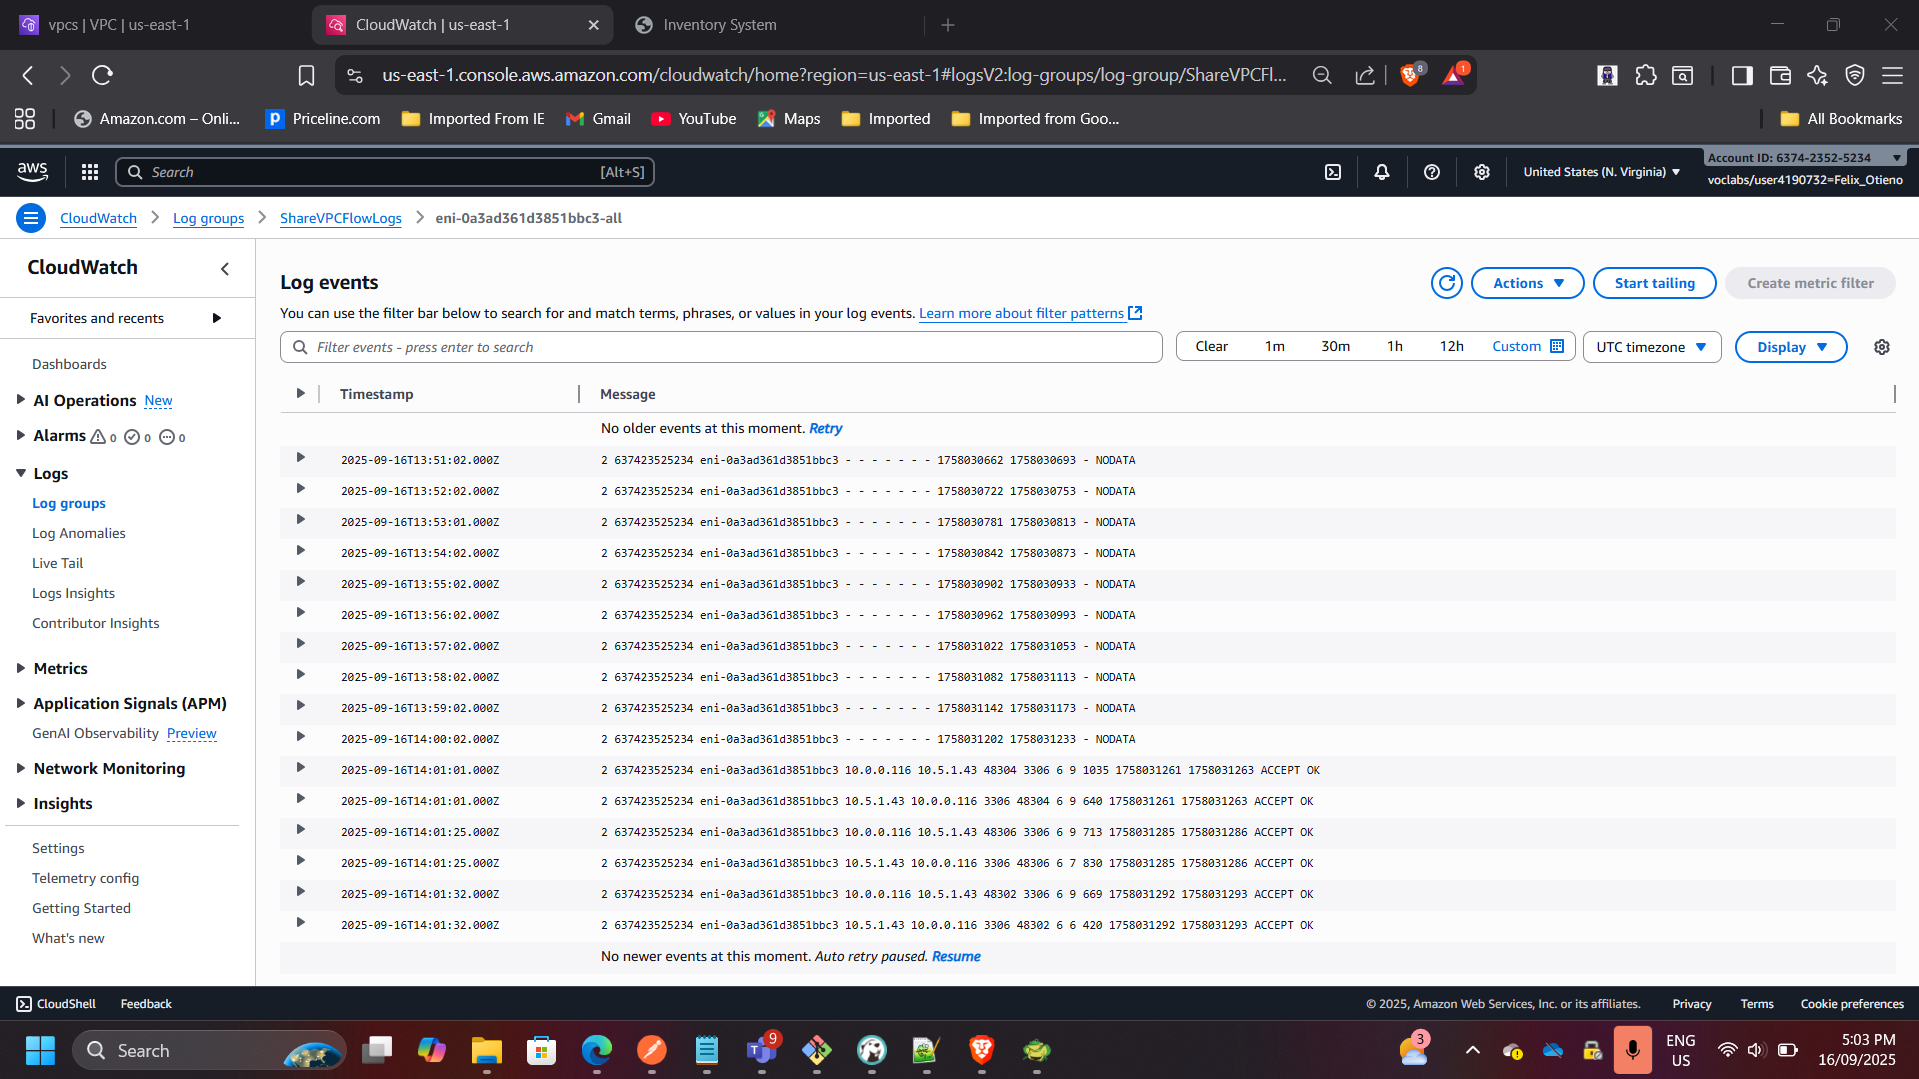 vpcs | VPC | us-east-1
CloudWatch | us-east-1
Inventory System
us-east-1.console.aws.amazon.com/cloudwatch/home?region=us-east-1#logsV2:log-groups/log-group/ShareVPCFl...
8
1
Amazon.com – Onli...
Priceline.com
Imported From IE
Gmail
YouTube
Maps
Imported
Imported from Goo...
All Bookmarks
aws
Search
[Alt+S]
United States (N. Virginia)
Account ID: 6374-2352-5234
voclabs/user4190732=Felix_Otieno
CloudWatch
Log groups
ShareVPCFlowLogs
eni-0a3ad361d3851bbc3-all
CloudWatch
Favorites and recents
Dashboards
AI Operations New
Alarms 0 0 0
Logs
Log groups
Log Anomalies
Live Tail
Logs Insights
Contributor Insights
Metrics
Application Signals (APM)
GenAI Observability Preview
Network Monitoring
Insights
Settings
Telemetry config
Getting Started
What's new
Log events
Actions
Start tailing
Create metric filter
You can use the filter bar below to search for and match terms, phrases, or values in your log events. Learn more about filter patterns
Filter events - press enter to search
Clear 1m 30m 1h 12h Custom
UTC timezone
Display
Timestamp Message
No older events at this moment. Retry
2025-09-16T13:51:02.000Z 2 637423525234 eni-0a3ad361d3851bbc3 - - - - - - - 1758030662 1758030693 - NODATA
2025-09-16T13:52:02.000Z 2 637423525234 eni-0a3ad361d3851bbc3 - - - - - - - 1758030722 1758030753 - NODATA
2025-09-16T13:53:01.000Z 2 637423525234 eni-0a3ad361d3851bbc3 - - - - - - - 1758030781 1758030813 - NODATA
2025-09-16T13:54:02.000Z 2 637423525234 eni-0a3ad361d3851bbc3 - - - - - - - 1758030842 1758030873 - NODATA
2025-09-16T13:55:02.000Z 2 637423525234 eni-0a3ad361d3851bbc3 - - - - - - - 1758030902 1758030933 - NODATA
2025-09-16T13:56:02.000Z 2 637423525234 eni-0a3ad361d3851bbc3 - - - - - - - 1758030962 1758030993 - NODATA
2025-09-16T13:57:02.000Z 2 637423525234 eni-0a3ad361d3851bbc3 - - - - - - - 1758031022 1758031053 - NODATA
2025-09-16T13:58:02.000Z 2 637423525234 eni-0a3ad361d3851bbc3 - - - - - - - 1758031082 1758031113 - NODATA
2025-09-16T13:59:02.000Z 2 637423525234 eni-0a3ad361d3851bbc3 - - - - - - - 1758031142 1758031173 - NODATA
2025-09-16T14:00:02.000Z 2 637423525234 eni-0a3ad361d3851bbc3 - - - - - - - 1758031202 1758031233 - NODATA
2025-09-16T14:01:01.000Z 2 637423525234 eni-0a3ad361d3851bbc3 10.0.0.116 10.5.1.43 48304 3306 6 9 1035 1758031261 1758031263 ACCEPT OK
2025-09-16T14:01:01.000Z 2 637423525234 eni-0a3ad361d3851bbc3 10.5.1.43 10.0.0.116 3306 48304 6 9 640 1758031261 1758031263 ACCEPT OK
2025-09-16T14:01:25.000Z 2 637423525234 eni-0a3ad361d3851bbc3 10.0.0.116 10.5.1.43 48306 3306 6 9 713 1758031285 1758031286 ACCEPT OK
2025-09-16T14:01:25.000Z 2 637423525234 eni-0a3ad361d3851bbc3 10.5.1.43 10.0.0.116 3306 48306 6 7 830 1758031285 1758031286 ACCEPT OK
2025-09-16T14:01:32.000Z 2 637423525234 eni-0a3ad361d3851bbc3 10.0.0.116 10.5.1.43 48302 3306 6 9 669 1758031292 1758031293 ACCEPT OK
2025-09-16T14:01:32.000Z 2 637423525234 eni-0a3ad361d3851bbc3 10.5.1.43 10.0.0.116 3306 48302 6 6 420 1758031292 1758031293 ACCEPT OK
No newer events at this moment. Auto retry paused. Resume
CloudShell
Feedback
© 2025, Amazon Web Services, Inc. or its affiliates.
Privacy
Terms
Cookie preferences
Search
9
3
ENG
US
5:03 PM
16/09/2025